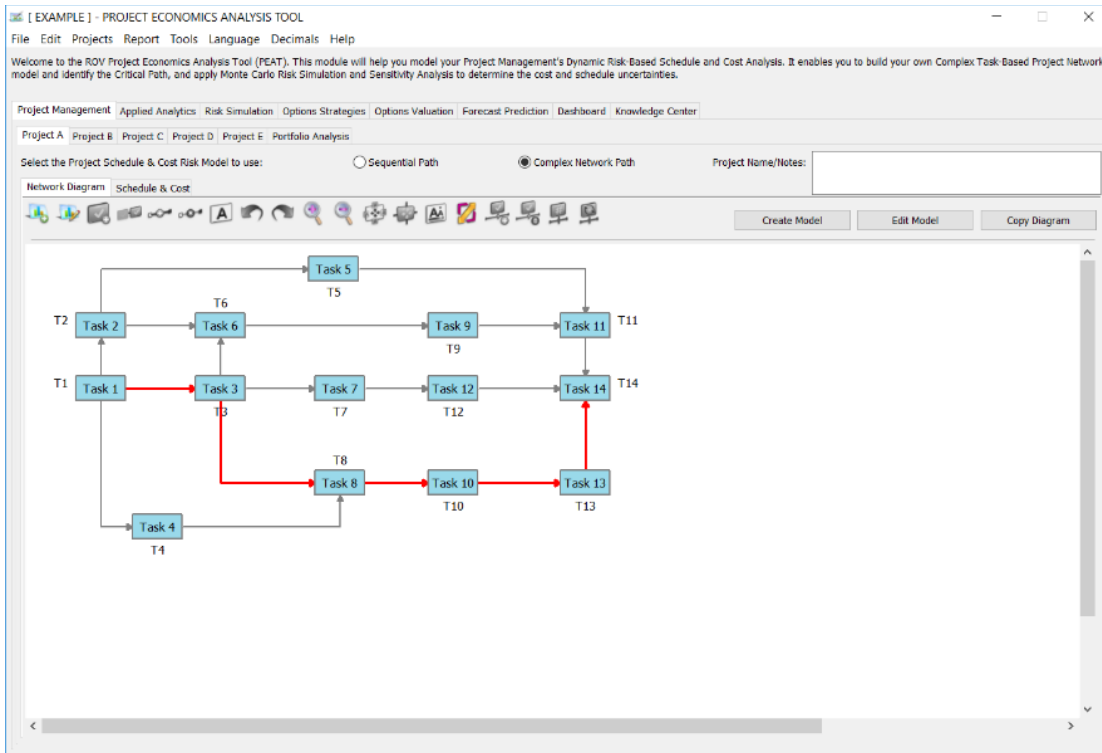 [ EXAMPLE ] - PROJECT ECONOMICS ANALYSIS TOOL
File Edit Projects Report Tools Language Decimals Help
Welcome to the ROV Project Economics Analysis Tool (PEAT). This module will help you model your Project Management's Dynamic Risk-Based Schedule and Cost Analysis. It enables you to build your own Complex Task-Based Project Network
model and identify the Critical Path, and apply Monte Carlo Risk Simulation and Sensitivity Analysis to determine the cost and schedule uncertainties.
Project Management Applied Analytics Risk Simulation Options Strategies Options Valuation Forecast Prediction Dashboard Knowledge Center
Project A Project B Project C Project D Project E Portfolio Analysis
Select the Project Schedule & Cost Risk Model to use: Sequential Path Complex Network Path Project Name/Notes:
Network Diagram Schedule & Cost
A A Create Model Edit Model Copy Diagram
Task 5
T5
T6
T2 Task 2 Task 6 Task 9 Task 11 T11
T9
T1 Task 1 Task 3 Task 7 Task 12 Task 14 T14
T3 T7 T12
T8
Task 8 Task 10 Task 13
T10 T13
Task 4
T4